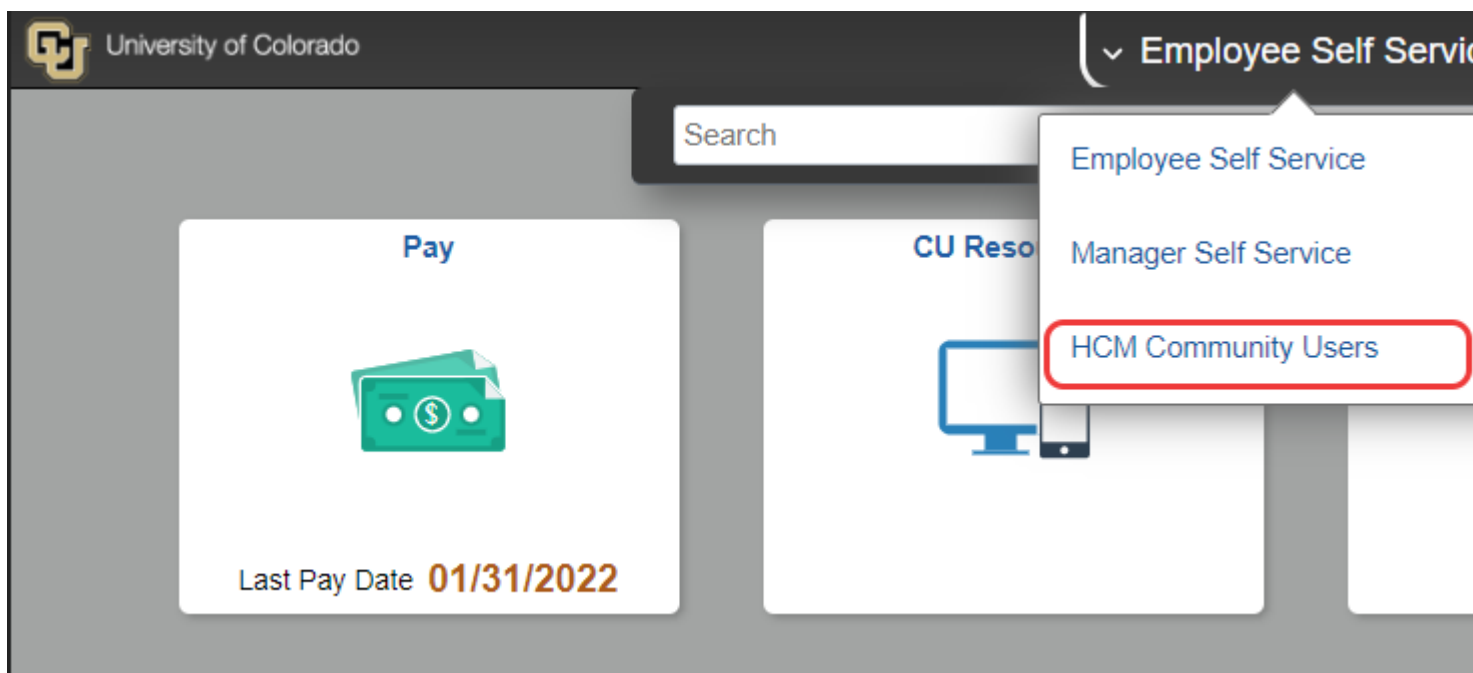 University of Colorado
Employee Self Servic
Search
Employee Self Service
Manager Self Service
HCM Community Users
Pay
CU Reso
Last Pay Date 01/31/2022